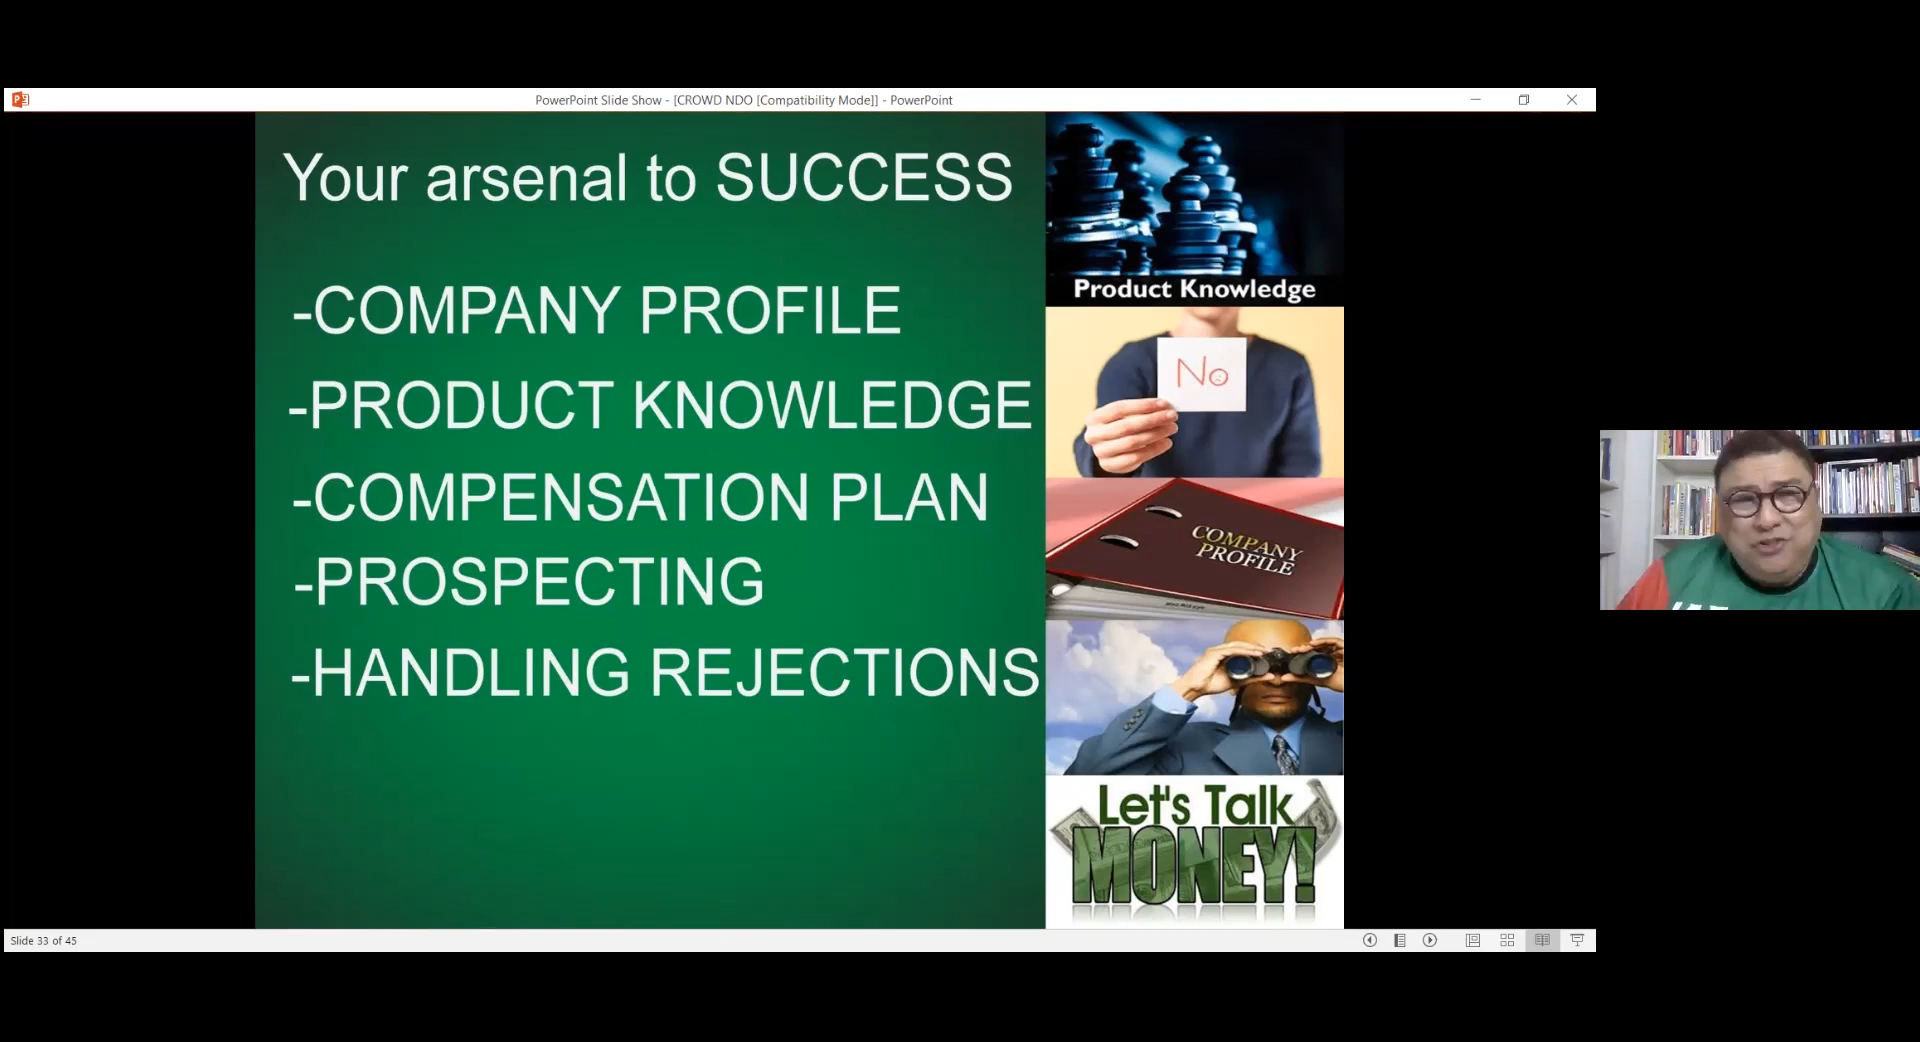 PowerPoint Slide Show - [CROWD NDO [Compatibility Mode]] - PowerPoint
Your arsenal to SUCCESS
-COMPANY PROFILE
-PRODUCT KNOWLEDGE
-COMPENSATION PLAN
-PROSPECTING
-HANDLING REJECTIONS
Product Knowledge
No
COMPANY
PROFILE
Let's Talk
MONEY!
Slide 33 of 45